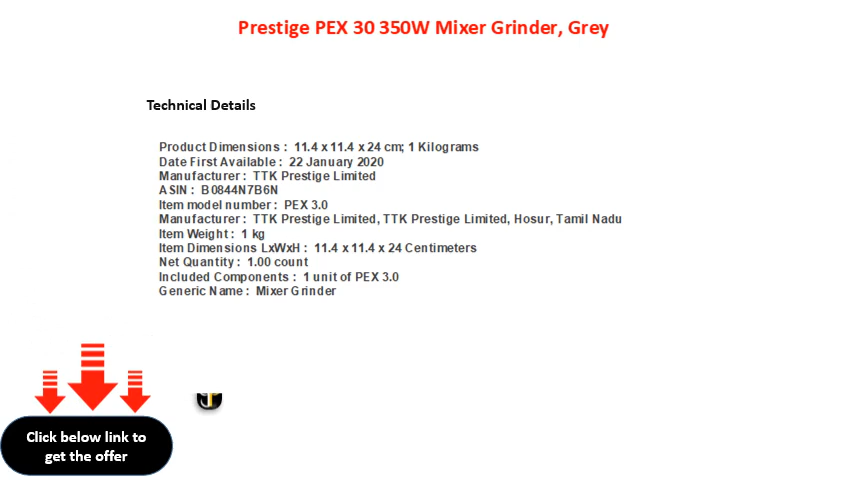 Prestige PEX 30 350W Mixer Grinder, Grey
Technical Details
Product Dimensions : 11.4 x 11.4 x 24 cm; 1 Kilograms
Date First Available : 22 January 2020
Manufacturer : TTK Prestige Limited
ASIN : B0844N7B6N
Item model number : PEX 3.0
Manufacturer : TTK Prestige Limited, TTK Prestige Limited, Hosur, Tamil Nadu
Item Weight : 1 kg
Item Dimensions LxWxH : 11.4 x 11.4 x 24 Centimeters
Net Quantity : 1.00 count
Included Components : 1 unit of PEX 3.0
Generic Name : Mixer Grinder
Click below link to
get the offer